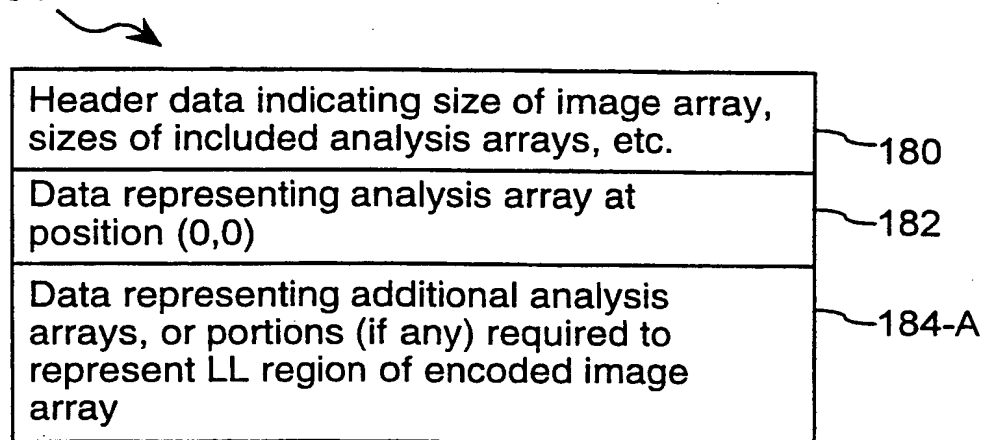 Header data indicating size of image array,
sizes of included analysis arrays, etc.
180
Data representing analysis array at
position (0,0)
182
Data representing additional analysis
arrays, or portions (if any) required to
represent LL region of encoded image
array
184-A